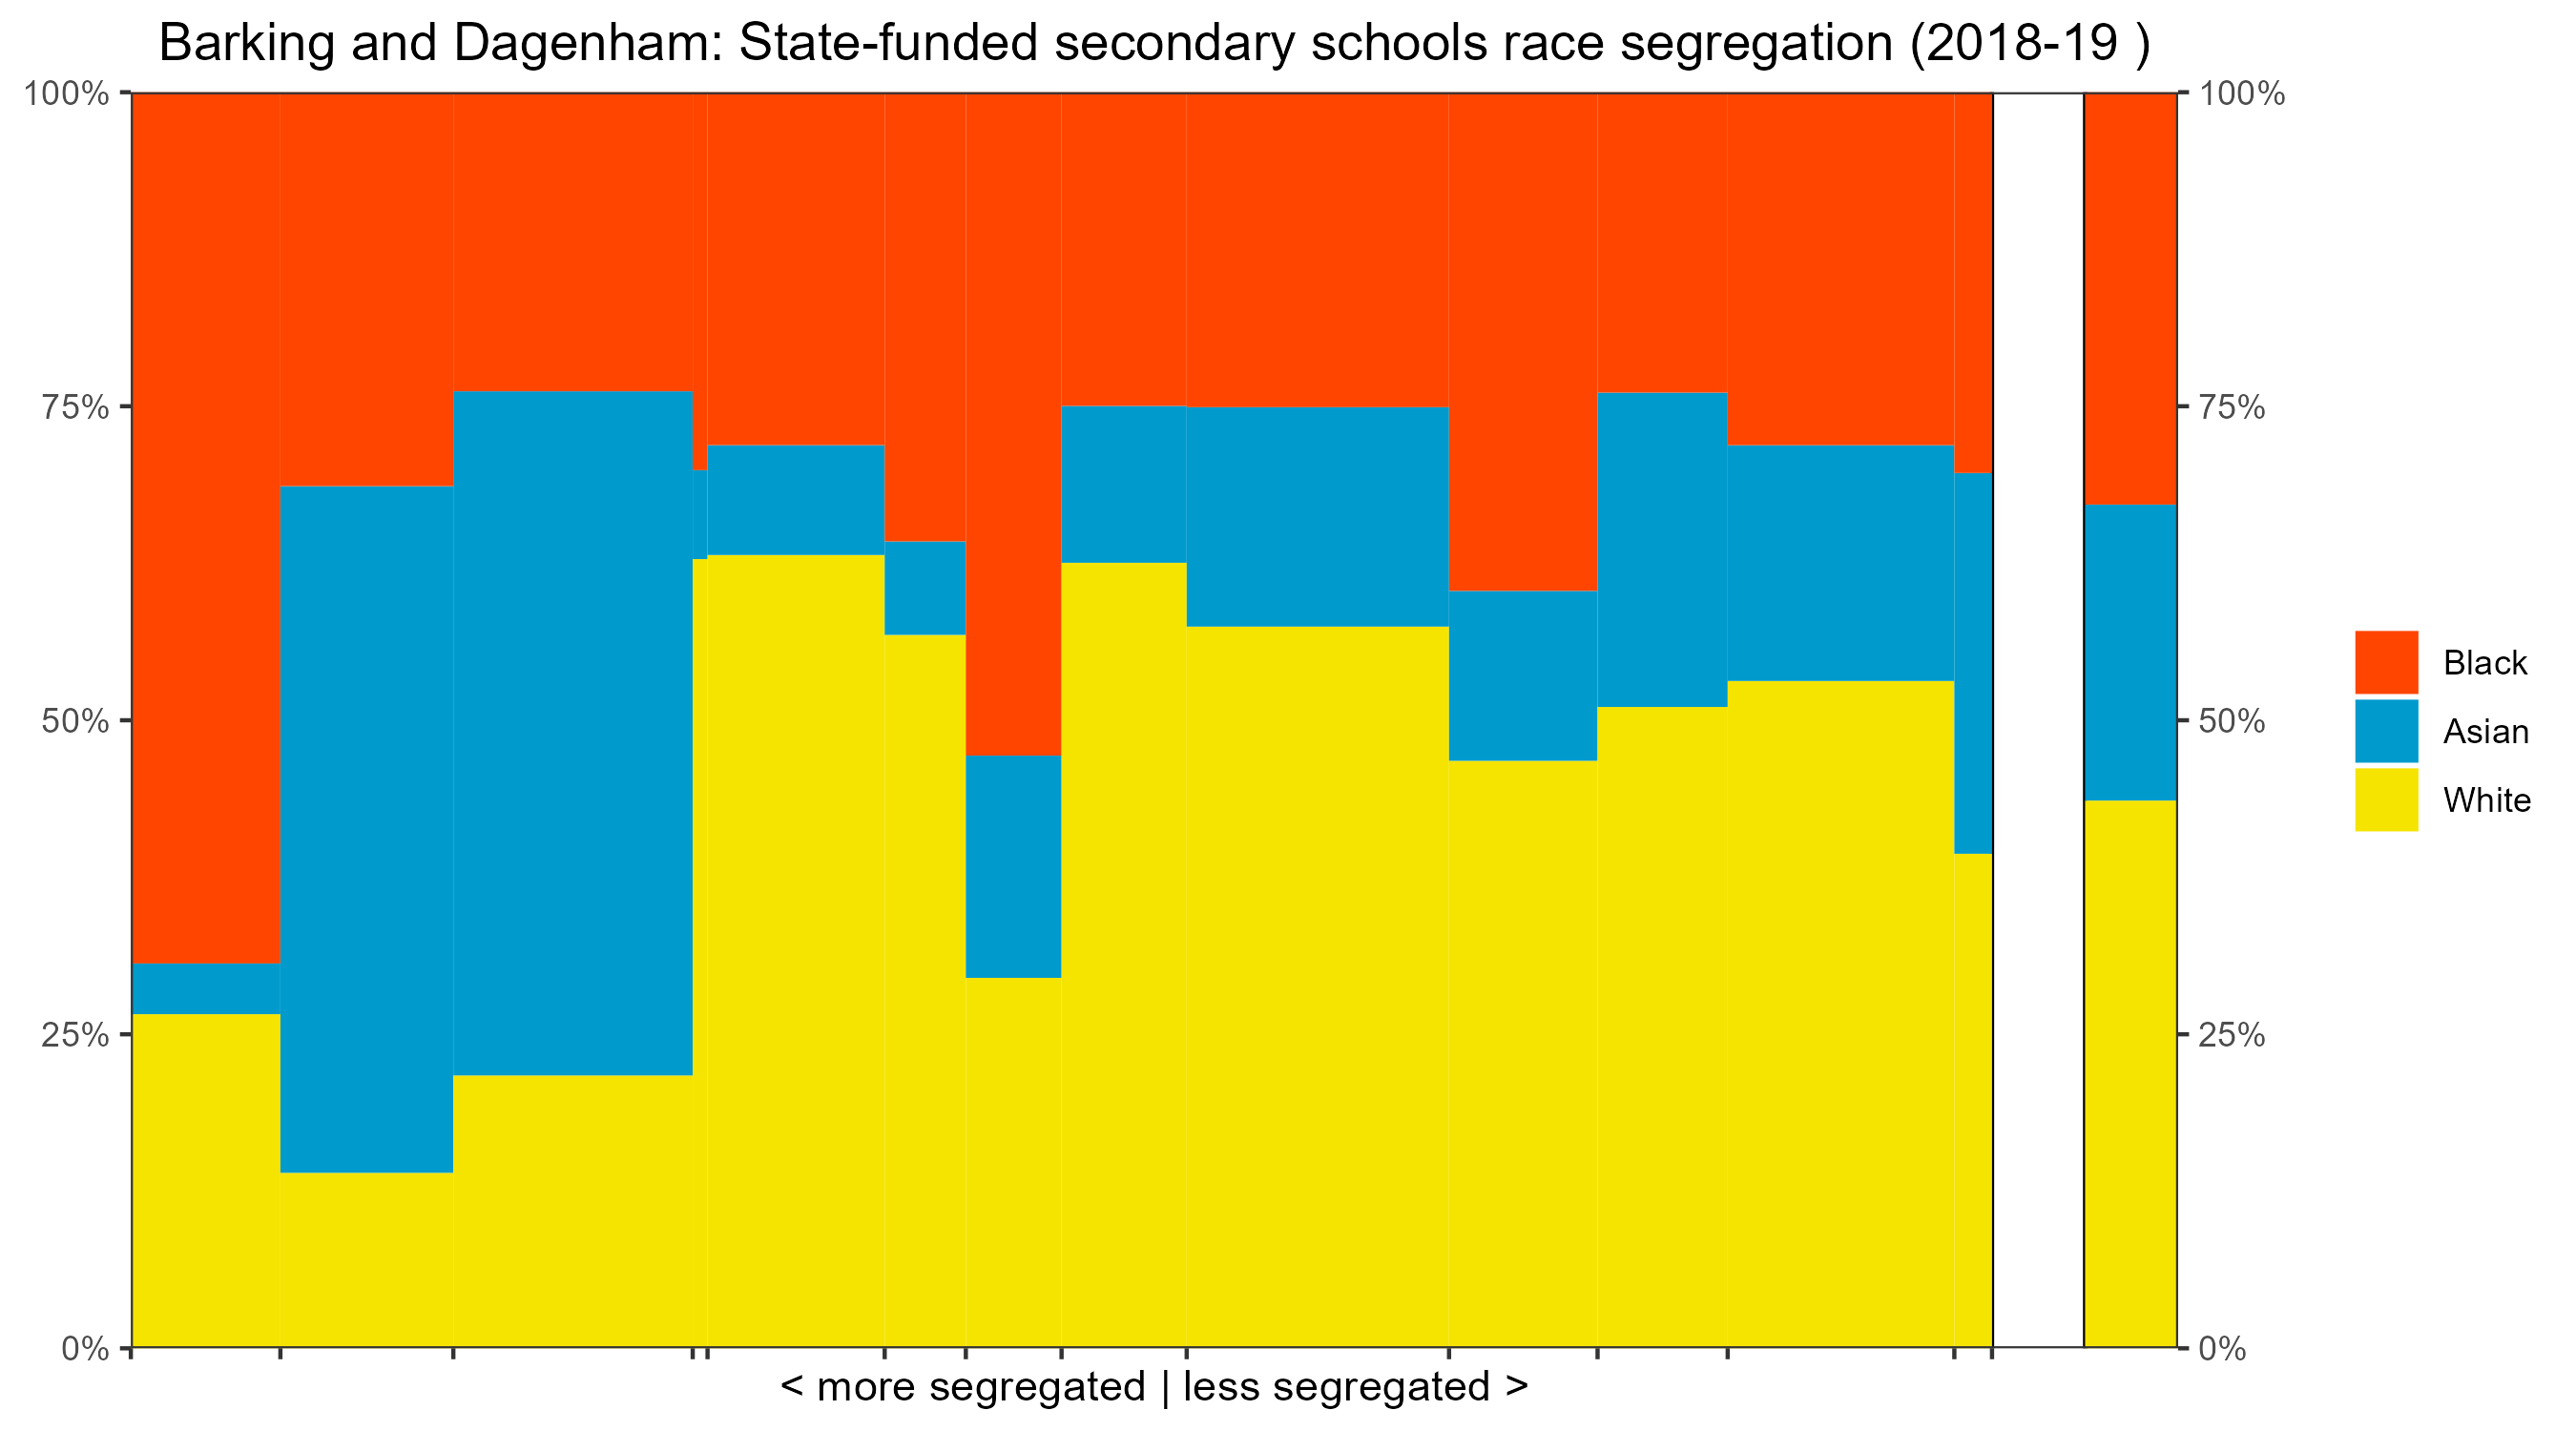 Barking and Dagenham: State-funded secondary schools race segregation (2018-19 )
100%
75%
50%
25%
0%
100%
75%
50%
25%
0%
Black
Asian
White
< more segregated | less segregated >